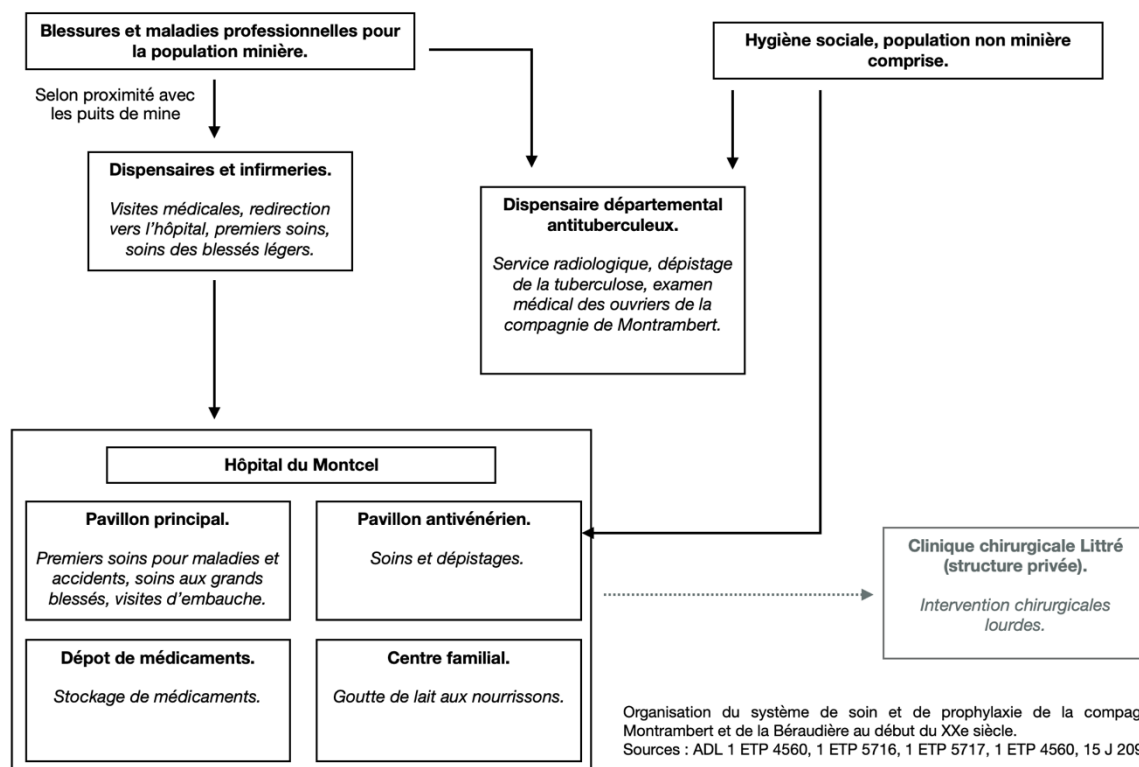 Blessures et maladies professionnelles pour
la population minière.
Hygiène sociale, population non minière
comprise.
Selon proximité avec
les puits de mine
Dispensaires et infirmeries.
Visites médicales, redirection
vers l'hôpital, premiers soins,
soins des blessés légers.
Dispensaire départemental
antituberculeux.
Service radiologique, dépistage
de la tuberculose, examen
médical des ouvriers de la
compagnie de Montrambert.
Hôpital du Montcel
Pavillon principal.
Premiers soins pour maladies et
accidents, soins aux grands
blessés, visites d'embauche.
Pavillon antivénérien.
Soins et dépistages.
Clinique chirurgicale Littré
(structure privée).
Intervention chirurgicales
lourdes.
Dépot de médicaments.
Stockage de médicaments.
Centre familial.
Goutte de lait aux nourrissons.
Organisation du système de soin et de prophylaxie de la compag
Montrambert et de la Béraudière au début du XXe siècle.
Sources : ADL 1 ETP 4560, 1 ETP 5716, 1 ETP 5717, 1 ETP 4560, 15 J 209